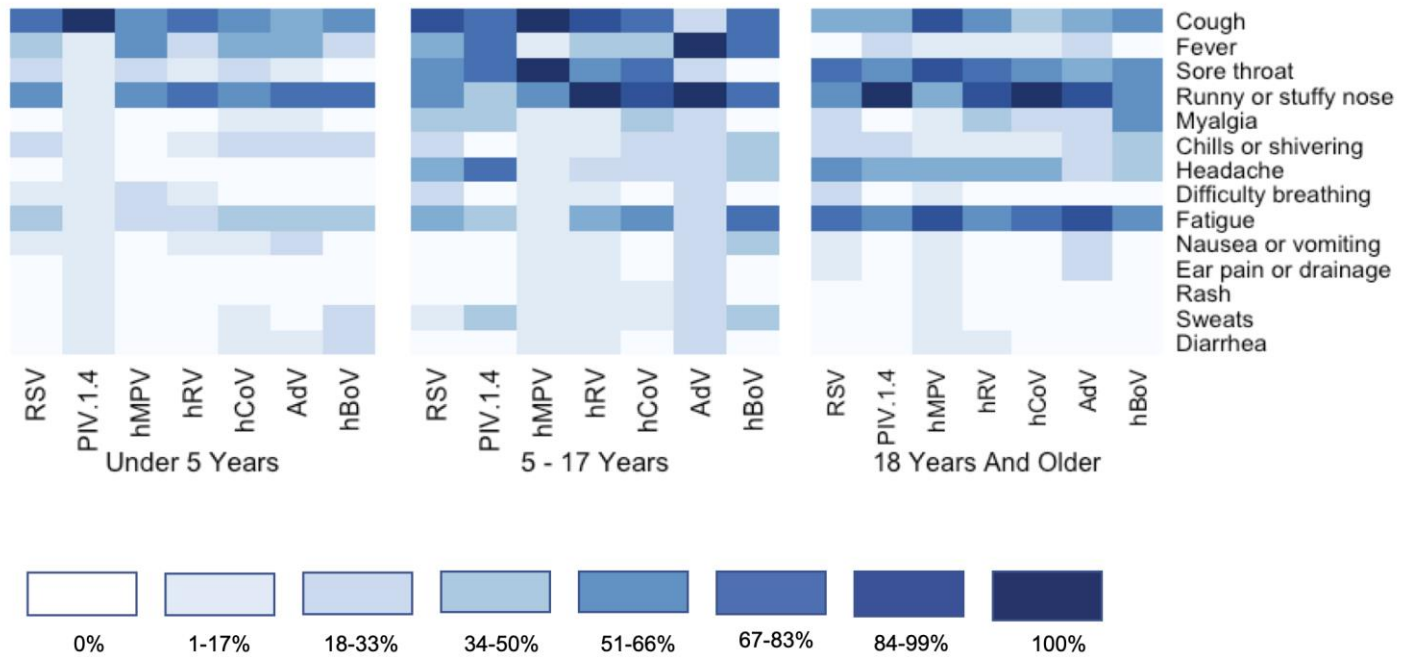 Cough
Fever
Sore throat
Runny or stuffy nose
Myalgia
Chills or shivering
Headache
Difficulty breathing
Fatigue
Nausea or vomiting
Ear pain or drainage
Rash
Sweats
Diarrhea
RSV PIV.1.4 hMPV hRV hCoV AdV hBoV
Under 5 Years
RSV PIV.1.4 hMPV hRV hCoV AdV hBoV
5 - 17 Years
RSV PIV.1.4 hMPV hRV hCoV AdV hBoV
18 Years And Older
0% 1-17% 18-33% 34-50% 51-66% 67-83% 84-99% 100%